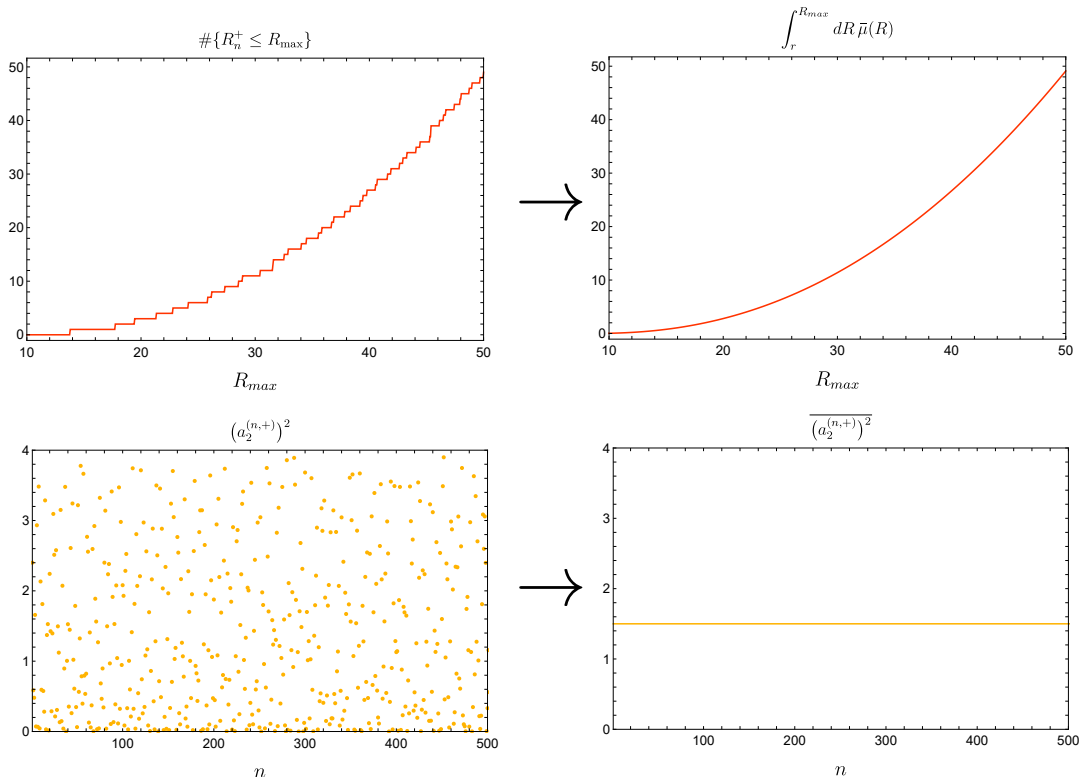 #{R_n^+ ≤ R_max}
50
40
30
20
10
0
10 20 30 40 50
R_max
∫_r^{R_max} dR μ̄(R)
50
40
30
20
10
0
10 20 30 40 50
R_max
(a_2^{(n,+)})^2
4
3
2
1
0
100 200 300 400 500
n
\overline{(a_2^{(n,+)})^2}
4
3
2
1
0
100 200 300 400 500
n